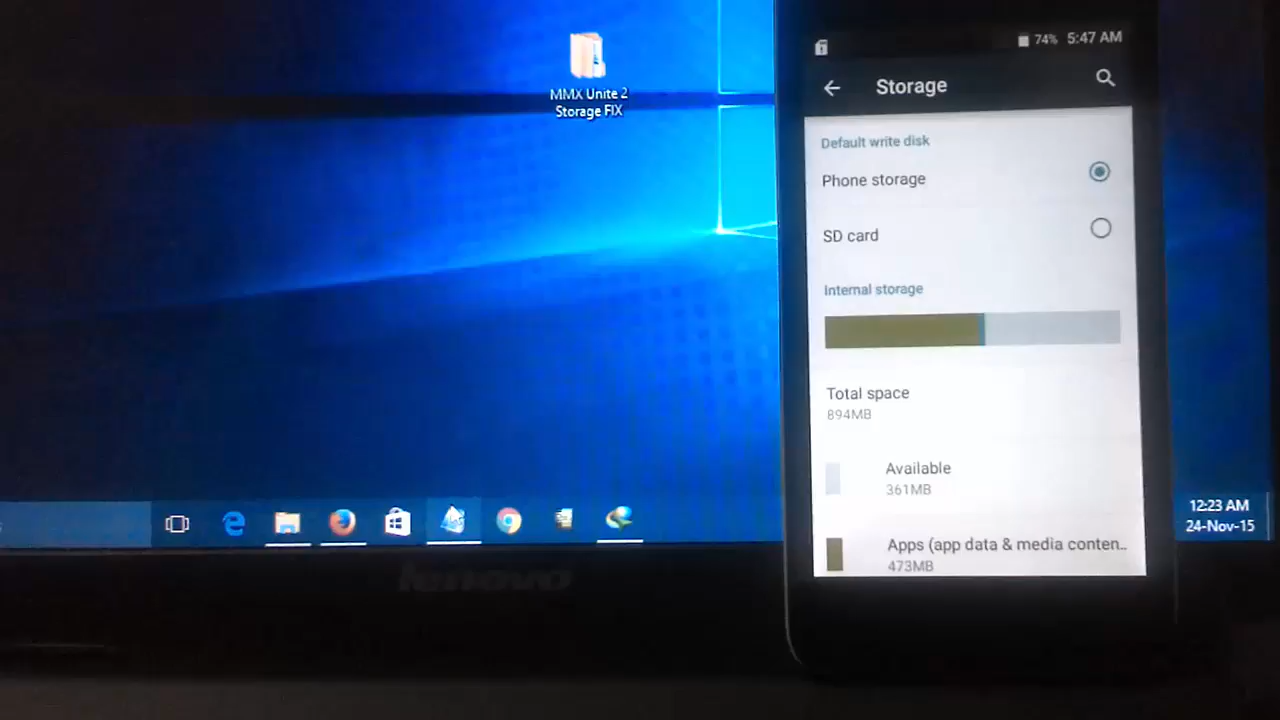 MMX Unite 2
Storage FIX
74% 5:47 AM
Storage
Default write disk
Phone storage
SD card
Internal storage
Total space
894MB
Available
361MB
Apps (app data & media conten..
473MB
12:23 AM
24-Nov-15
lenovo